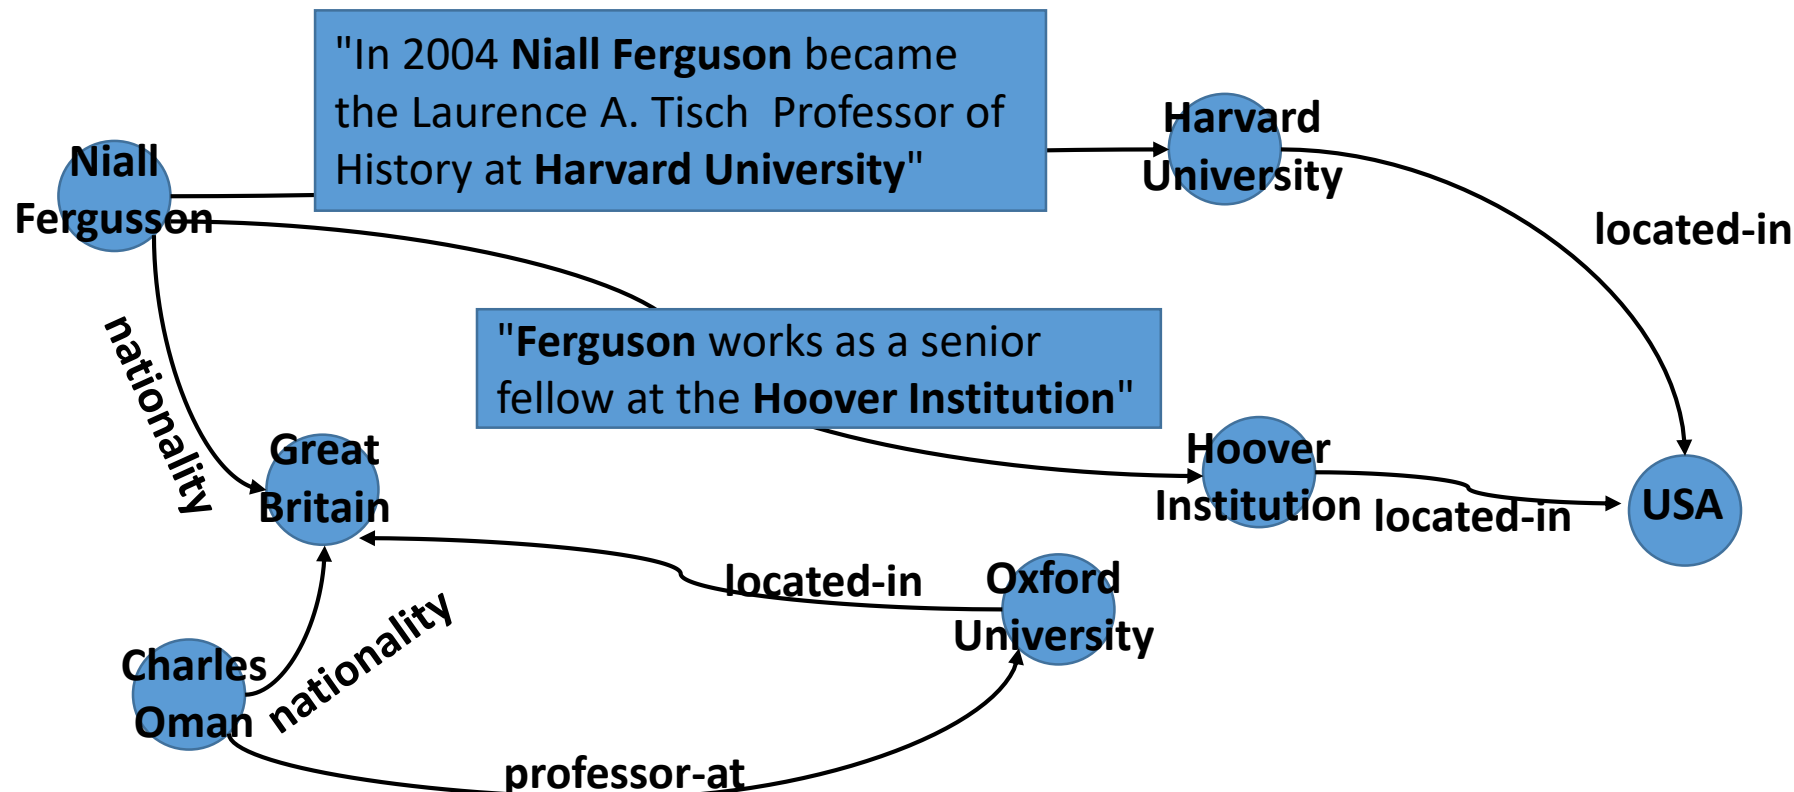 "In 2004 Niall Ferguson became
the Laurence A. Tisch  Professor of
History at Harvard University"
Niall
Fergusson
Harvard
University
located-in
nationality
"Ferguson works as a senior
fellow at the Hoover Institution"
Great
Britain
Hoover
Institution
located-in
USA
located-in
Oxford
University
Charles
Oman
nationality
professor-at